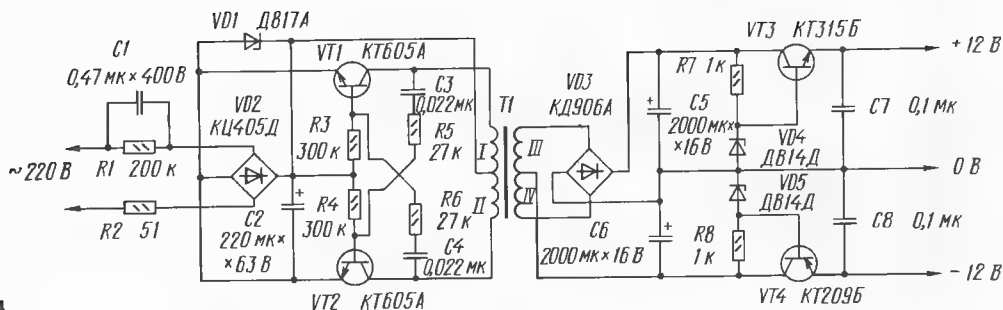 VD1 Д817А
VT1 КТ605А
C1
0,47 мк × 400 В
VD2
КЦ405Д
R1 200 к
~220 В
R2 51
C2
220 мк×
×63 В
R3
300 к
R4
300 к
VT2 КТ605А
C3
0,022 мк
R5
27 к
R6
27 к
C4
0,022 мк
T1
I
II
III
IV
VD3
КД906А
C5
2000 мк×
×16 В
C6
2000 мк × 16 В
R7 1 к
VT3 КТ315Б
VD4
Д814Д
VD5
Д814Д
R8
1 к
VT4 КТ209Б
C7 0,1 мк
C8 0,1 мк
+12 В
0 В
-12 В